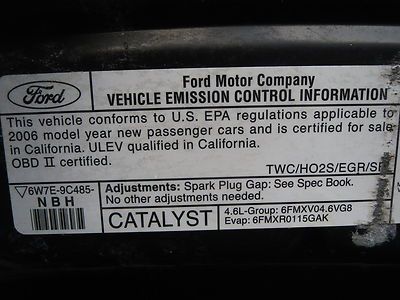 Ford
Ford Motor Company
VEHICLE EMISSION CONTROL INFORMATION
This vehicle conforms to U.S. EPA regulations applicable to
2006 model year new passenger cars and is certified for sale
in California. ULEV qualified in California.
OBD II certified.
TWC/HO2S/EGR/SFI
▽6W7E-9C485-
NBH
Adjustments: Spark Plug Gap: See Spec Book.
No other adjustments needed.
CATALYST
4.6L-Group: 6FMXV04.6VG8
Evap: 6FMXR0115GAK